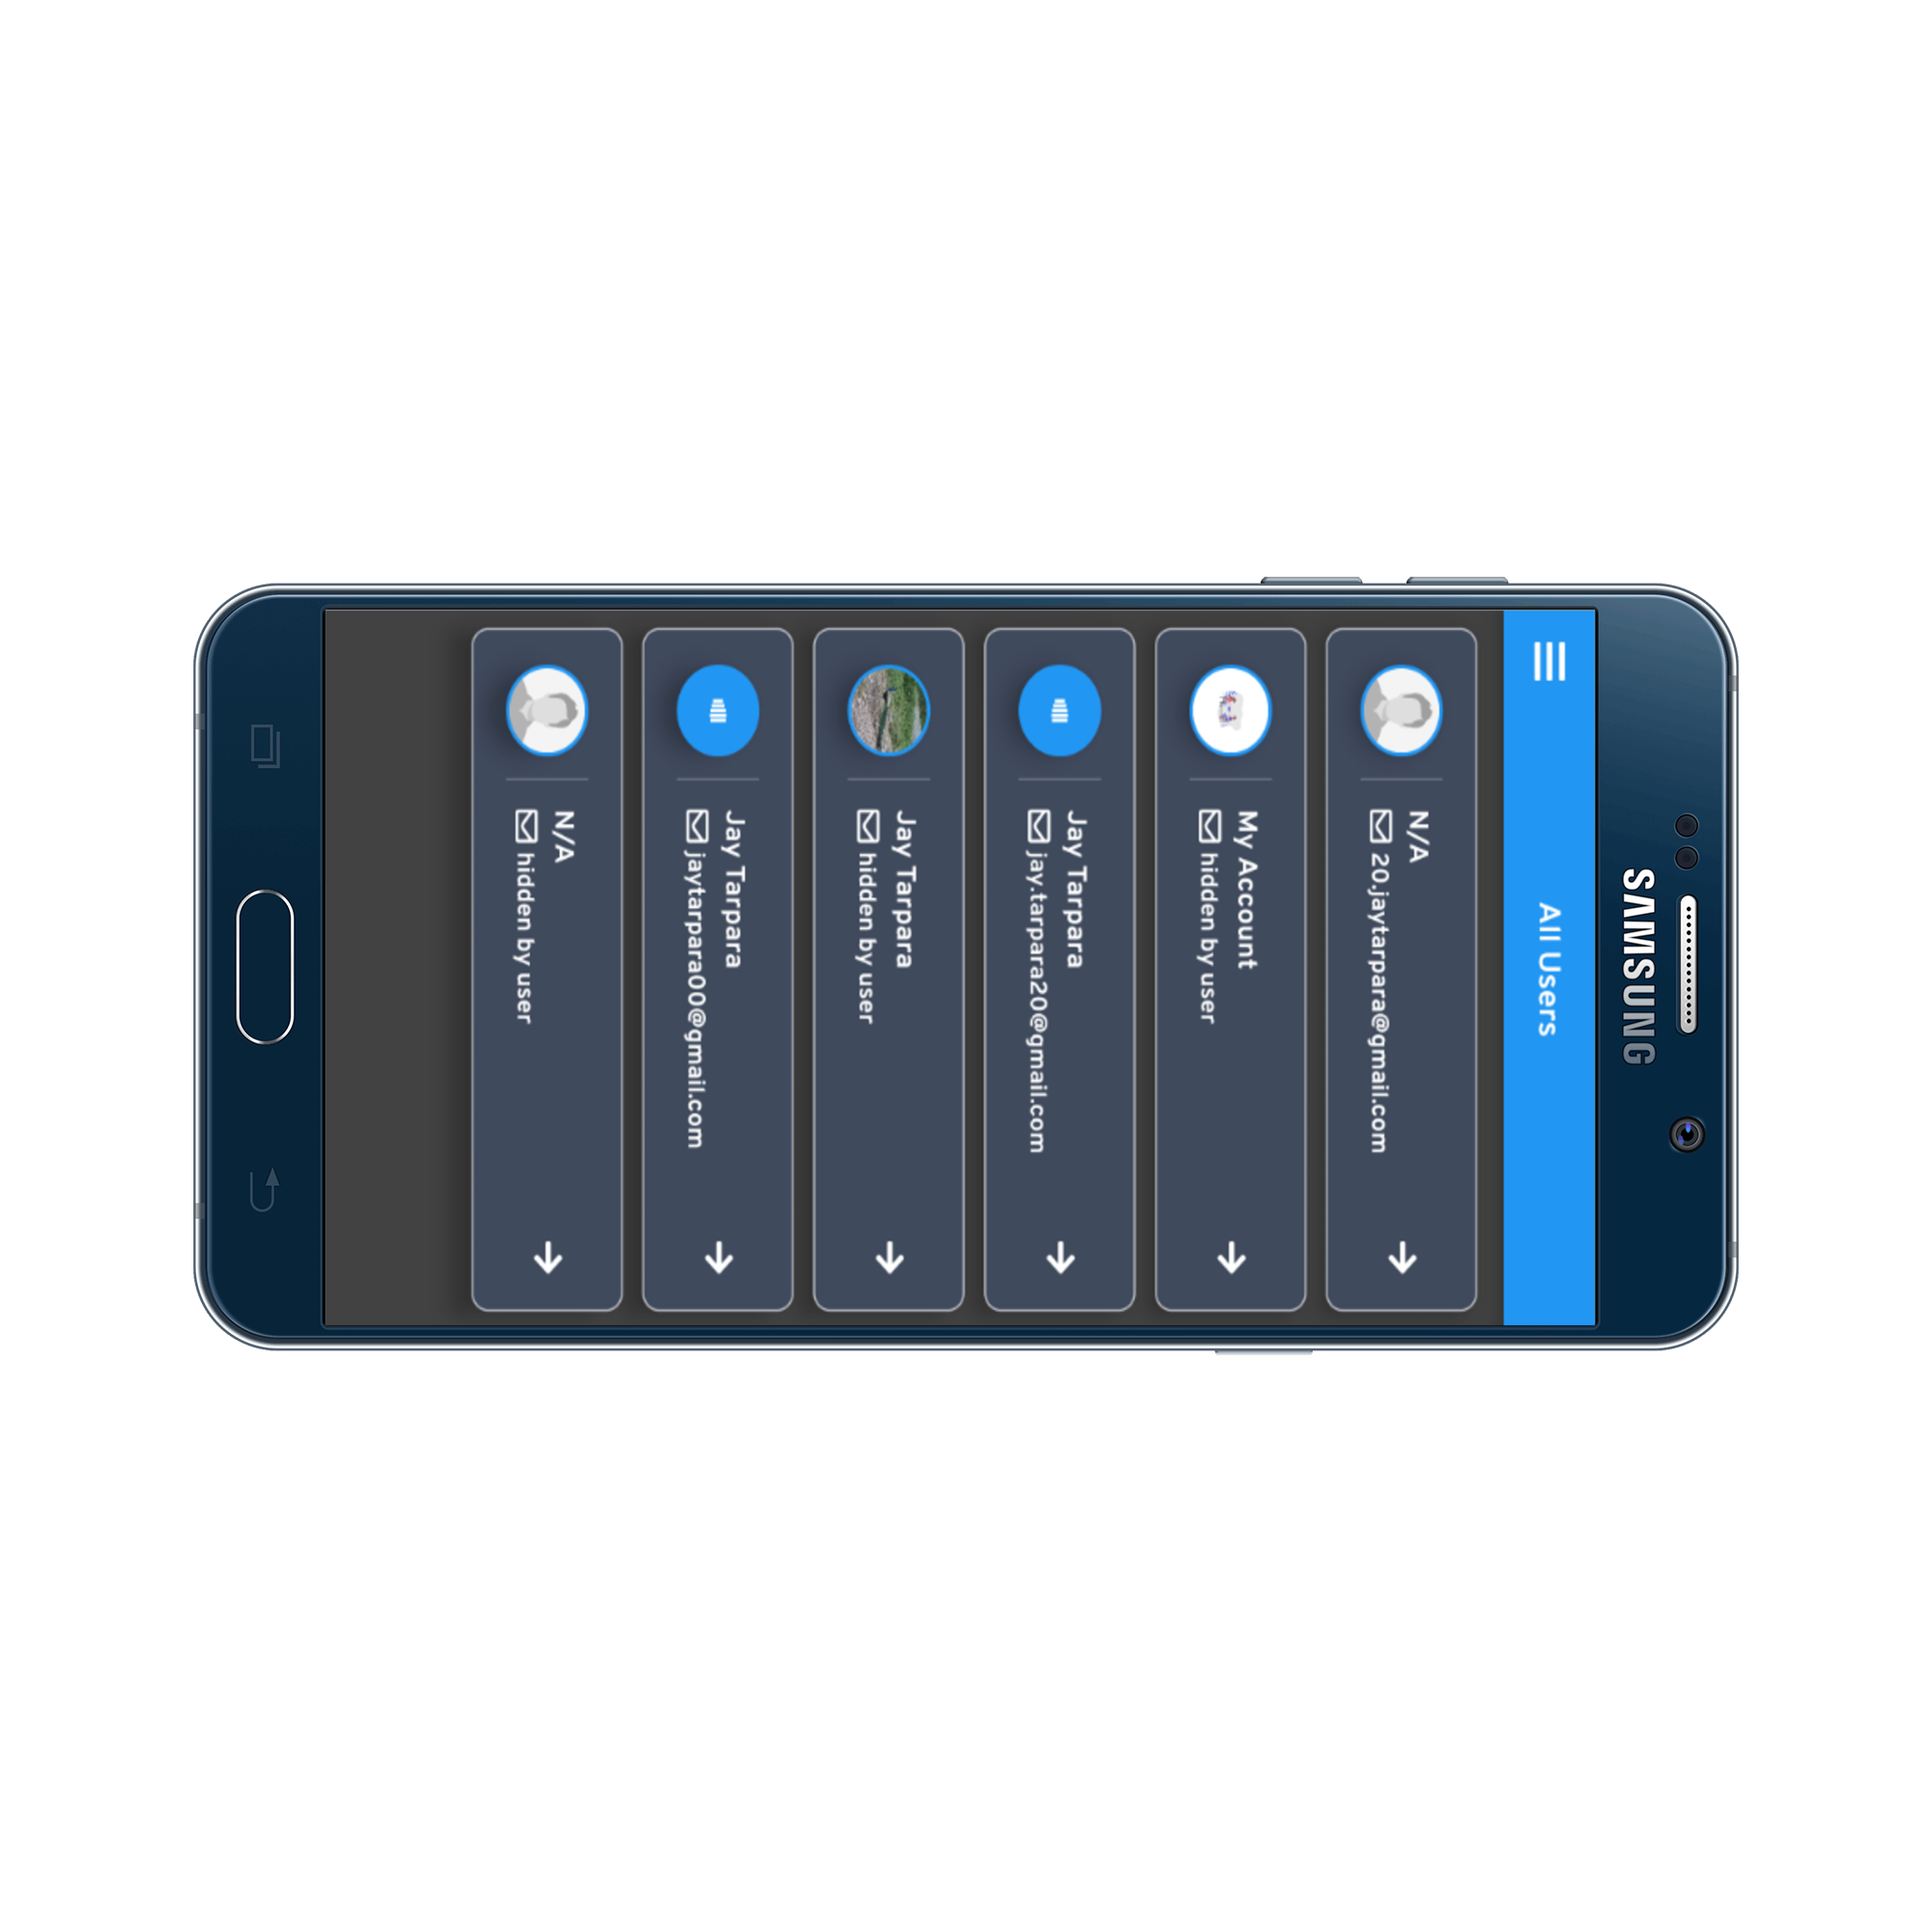 SAMSUNG
All Users
N/A
20.jaytarpara@gmail.com
My Account
hidden by user
Jay Tarpara
jay.tarpara20@gmail.com
Jay Tarpara
hidden by user
Jay Tarpara
jaytarpara00@gmail.com
N/A
hidden by user